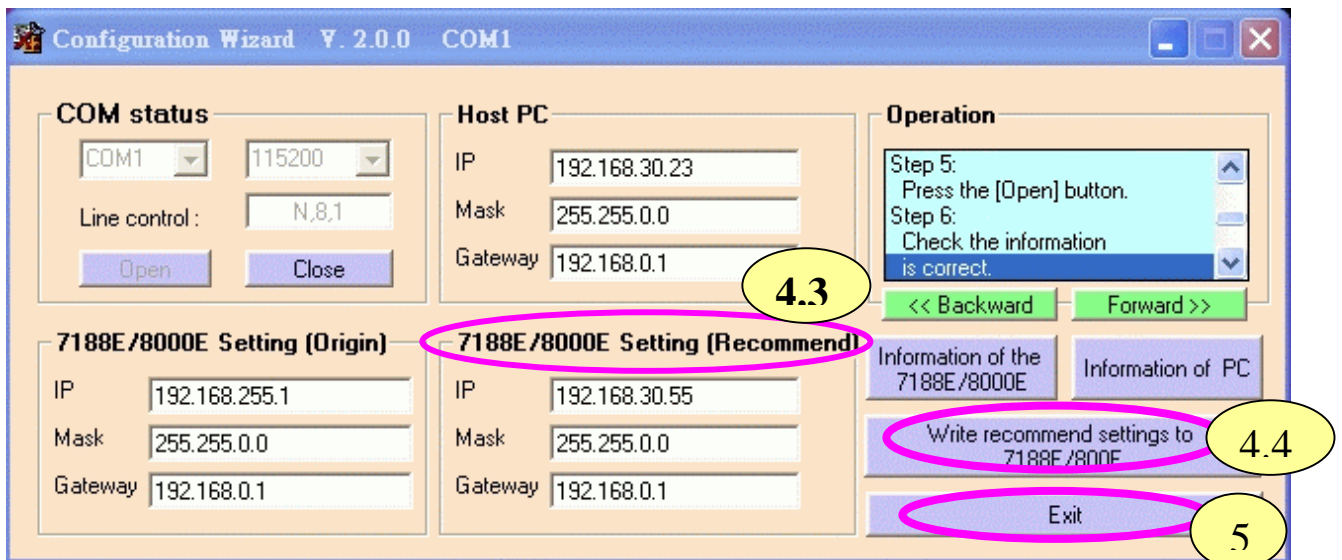 Configuration Wizard V. 2.0.0 COM1
COM status
COM1 115200
Line control : N,8,1
Open Close
Host PC
IP 192.168.30.23
Mask 255.255.0.0
Gateway 192.168.0.1
4.3
Operation
Step 5:
Press the [Open] button.
Step 6:
Check the information
is correct.
<< Backward Forward >>
7188E/8000E Setting (Origin)
IP 192.168.255.1
Mask 255.255.0.0
Gateway 192.168.0.1
7188E/8000E Setting (Recommend)
IP 192.168.30.55
Mask 255.255.0.0
Gateway 192.168.0.1
Information of the
7188E/8000E
Information of PC
Write recommend settings to
7188E/800E
4.4
Exit
5